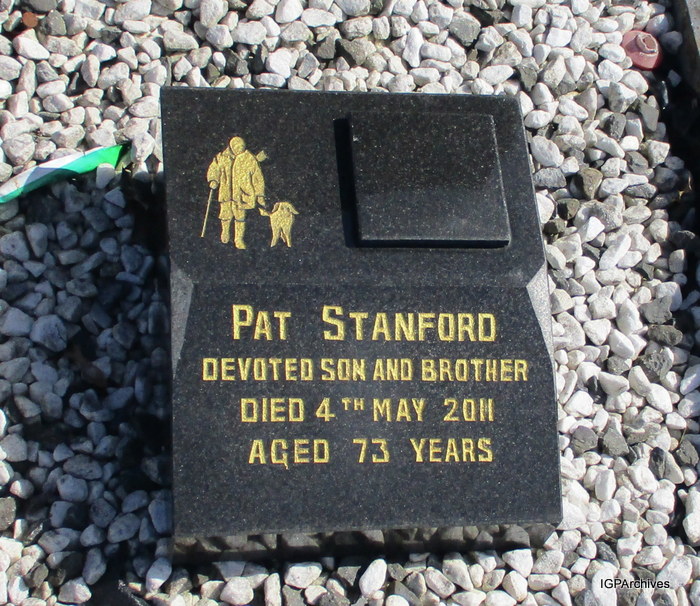 PAT STANFORD
DEVOTED SON AND BROTHER
DIED 4TH MAY 2011
AGED 73 YEARS
IGPArchives